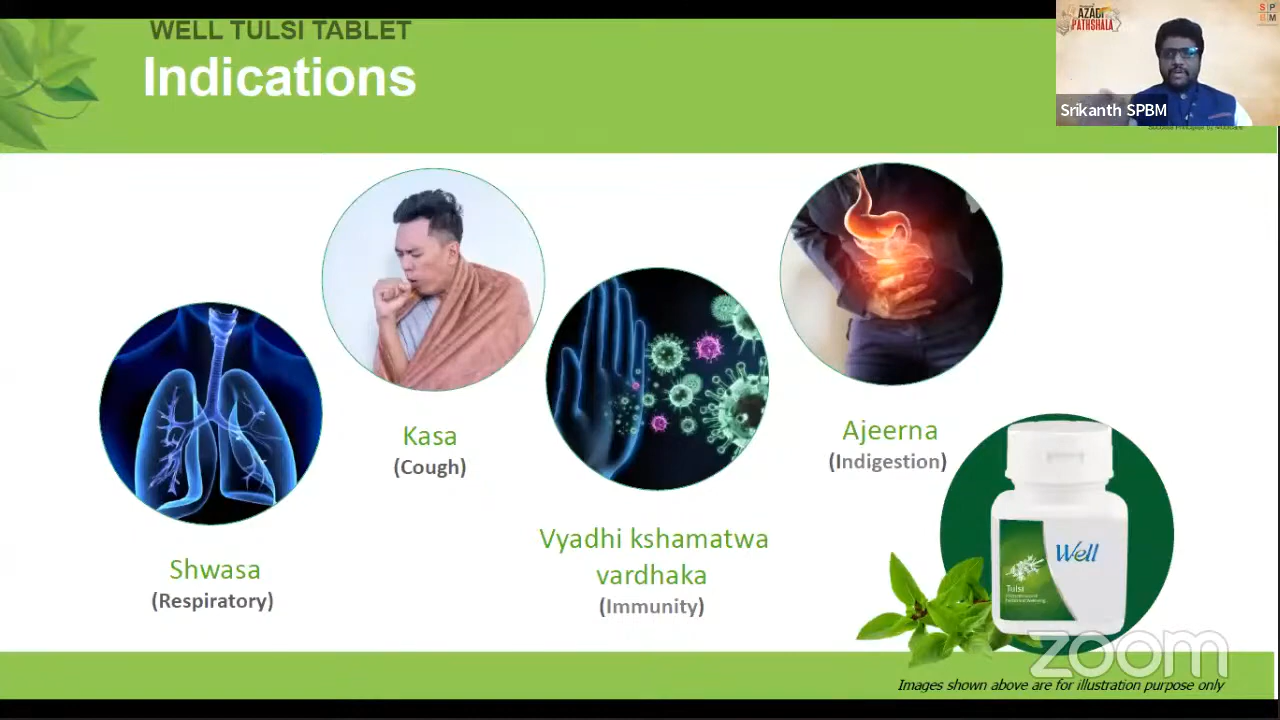 WELL TULSI TABLET
Indications
AZADI
PATHSHALA
S P
B M
Srikanth SPBM
Kasa
(Cough)
Ajeerna
(Indigestion)
Vyadhi kshamatwa
vardhaka
(Immunity)
Shwasa
(Respiratory)
Well
Tulsi
zoom
Images shown above are for illustration purpose only